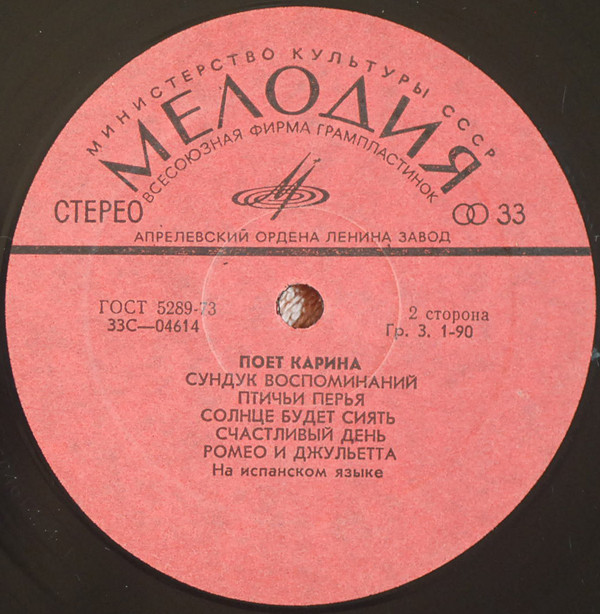 МИНИСТЕРСТВО КУЛЬТУРЫ СССР
МЕЛОДИЯ
ВСЕСОЮЗНАЯ ФИРМА ГРАМПЛАСТИНОК
СТЕРЕО
33
АПРЕЛЕВСКИЙ ОРДЕНА ЛЕНИНА ЗАВОД
ГОСТ 5289-73
33С—04614
2 сторона
Гр. 3. 1-90
ПОЕТ КАРИНА
СУНДУК ВОСПОМИНАНИЙ
ПТИЧЬИ ПЕРЬЯ
СОЛНЦЕ БУДЕТ СИЯТЬ
СЧАСТЛИВЫЙ ДЕНЬ
РОМЕО И ДЖУЛЬЕТТА
На испанском языке